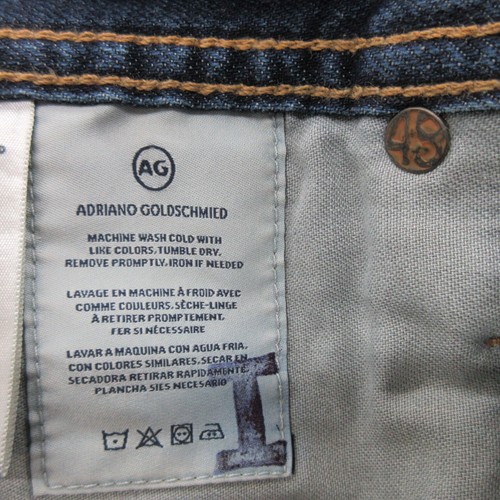 AG
ADRIANO GOLDSCHMIED
MACHINE WASH COLD WITH
LIKE COLORS, TUMBLE DRY,
REMOVE PROMPTLY, IRON IF NEEDED
LAVAGE EN MACHINE À FROID AVEC
COMME COULEURS, SÈCHE-LINGE
À RETIRER PROMPTEMENT,
FER SI NÉCESSAIRE
LAVAR A MAQUINA CON AGUA FRIA,
CON COLORES SIMILARES, SECAR EN
SECADORA RETIRAR RAPIDAMENTE,
PLANCHA SIES NECESARIO